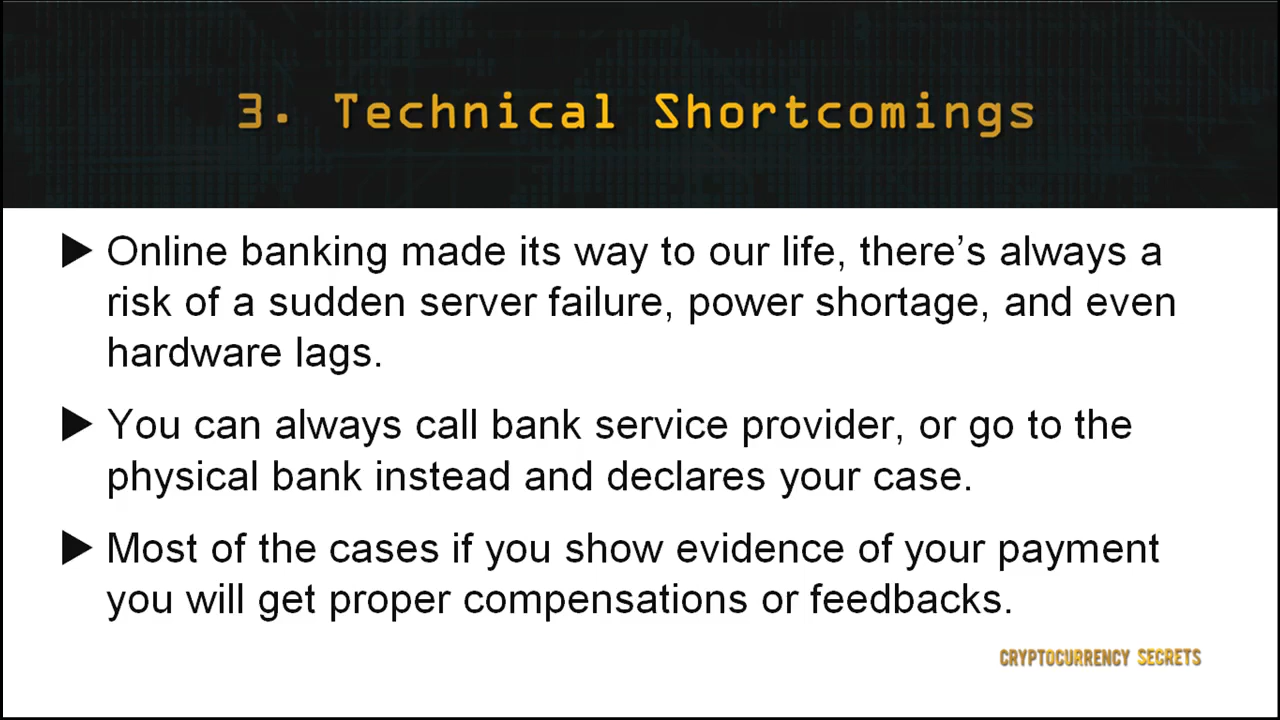 3. Technical Shortcomings
Online banking made its way to our life, there’s always a
risk of a sudden server failure, power shortage, and even
hardware lags.
You can always call bank service provider, or go to the
physical bank instead and declares your case.
Most of the cases if you show evidence of your payment
you will get proper compensations or feedbacks.
CRYPTOCURRENCY SECRETS